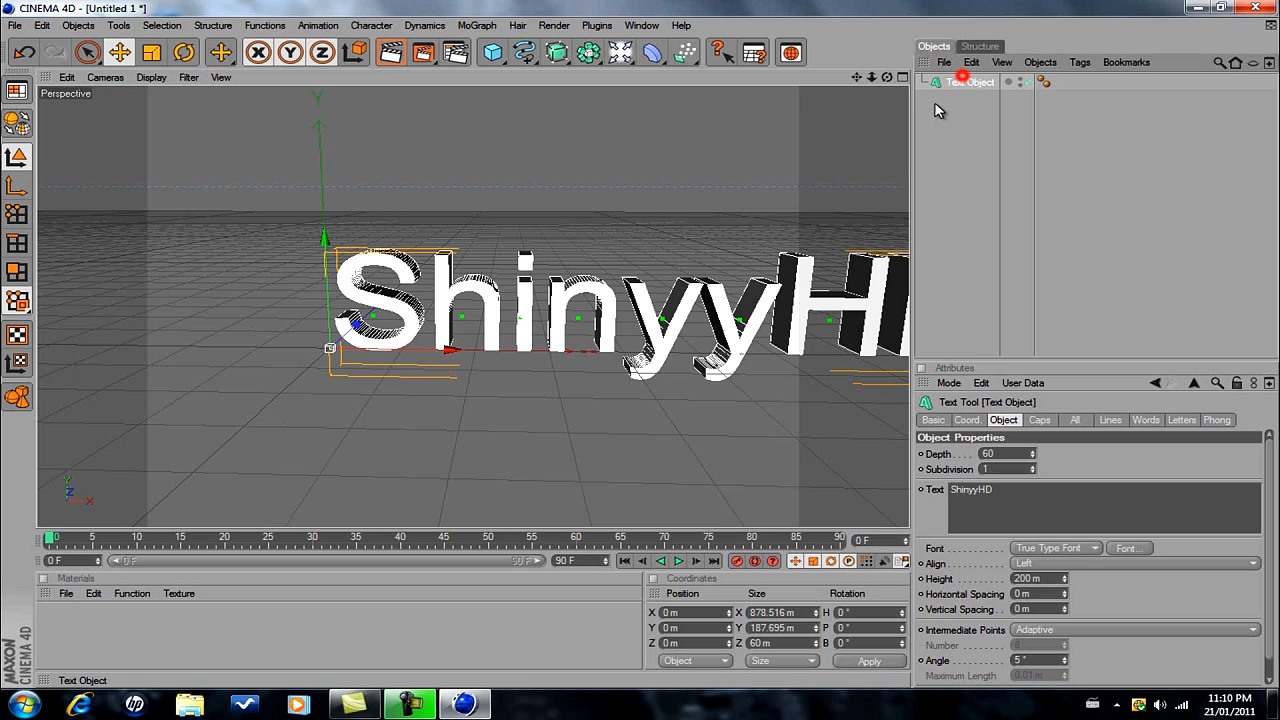 CINEMA 4D - [Untitled 1 *]
File Edit Objects Tools Selection Structure Functions Animation Character Dynamics MoGraph Hair Render Plugins Window Help
X Y Z
Objects Structure
File Edit View Objects Tags Bookmarks
Text Object
Edit Cameras Display Filter View
Perspective
Y
ShinyyH
Y
Z
X
Attributes
Mode Edit User Data
Text Tool [Text Object]
Basic Coord. Object Caps All Lines Words Letters Phong
Object Properties
Depth . . . . 60
Subdivision 1
Text ShinyyHD
Font . . . . . . . . . . . True Type Font Font...
Align. . . . . . . . . . . Left
Height . . . . . . . . . 200 m
Horizontal Spacing 0 m
Vertical Spacing. . . 0 m
Intermediate Points . Adaptive
Number . . . . . . . . 8
Angle . . . . . . . . . . 5 °
Maximum Length 0.01 m
0 5 10 15 20 25 30 35 40 45 50 55 60 65 70 75 80 85 90
0 F
0 F 0 F 90 F 90 F
Materials
File Edit Function Texture
Coordinates
Position Size Rotation
X 0 m X 878.516 m H 0 °
Y 0 m Y 187.695 m P 0 °
Z 0 m Z 60 m B 0 °
Object Size Apply
MAXON
CINEMA 4D
Text Object
11:10 PM
21/01/2011